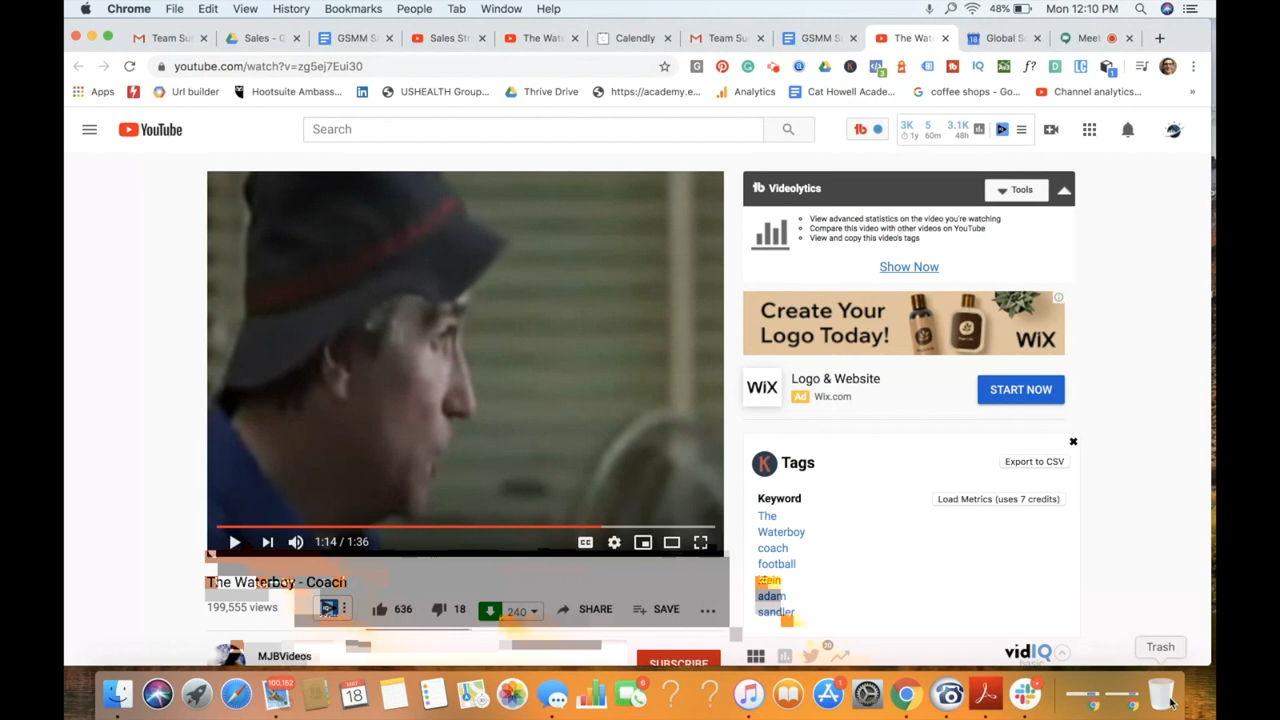 Chrome File Edit View History Bookmarks People Tab Window Help 48% Mon 12:10 PM
Team Su Sales - G GSMM S Sales Str The Wat Calendly Team Su GSMM S The Wat Global S Meet
youtube.com/watch?v=zg5ej7Eui30
Apps Url builder Hootsuite Ambass... USHEALTH Group... Thrive Drive https://academy.e... Analytics Cat Howell Acade... coffee shops - Go... Channel analytics... »
YouTube Search 3K 5 3.1K
1y 60m 48h
Videolytics Tools
View advanced statistics on the video you're watching
Compare this video with other videos on YouTube
View and copy this video's tags
Show Now
Create Your
Logo Today!
WiX
WiX Logo & Website START NOW
Ad Wix.com
K Tags Export to CSV
Keyword Load Metrics (uses 7 credits)
The
Waterboy
coach
football
klein
adam
sandler
1:14 / 1:36
The Waterboy - Coach
199,555 views 636 18 240 SHARE SAVE
MJBVideos SUBSCRIBE
vidIQ
basic
Trash
100,152
MAY
18
6